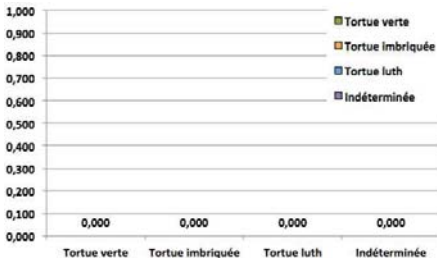 1,000
0,900
0,800
0,700
0,600
0,500
0,400
0,300
0,200
0,100
0,000
Tortue verte
Tortue imbriquée
Tortue luth
Indéterminée
0,000 0,000 0,000 0,000
Tortue verte Tortue imbriquée Tortue luth Indéterminée